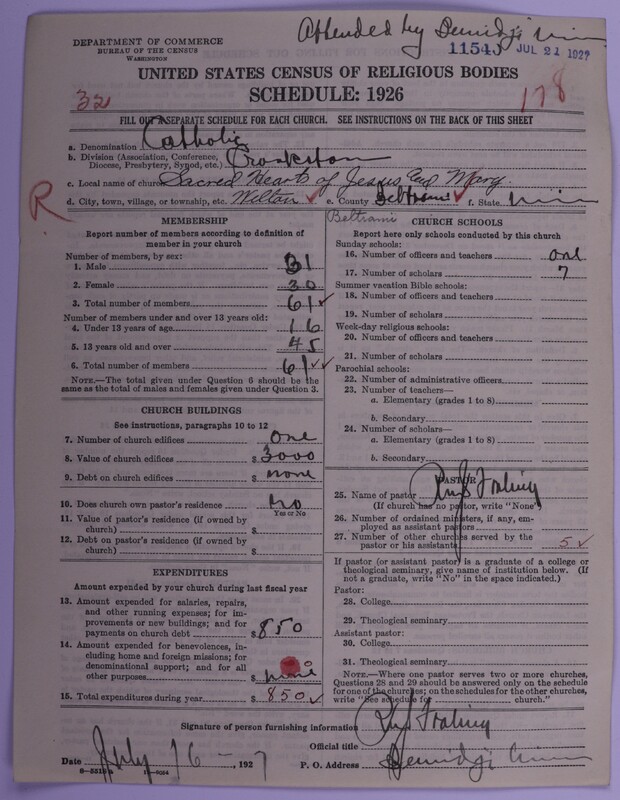 Attended by Bemidji Minn
DEPARTMENT OF COMMERCE
BUREAU OF THE CENSUS
WASHINGTON
11543 JUL 21 1927
UNITED STATES CENSUS OF RELIGIOUS BODIES
SCHEDULE: 1926
32
178
FILL OUT A SEPARATE SCHEDULE FOR EACH CHURCH. SEE INSTRUCTIONS ON THE BACK OF THIS SHEET
a. Denomination Catholic
b. Division (Association, Conference, Diocese, Presbytery, Synod, etc.) Crookston
c. Local name of church Sacred Hearts of Jesus and Mary.
R
d. City, town, village, or township, etc. Wilton ✓ e. County Beltrami ✓ f. State Minn
Beltrami
MEMBERSHIP
Report number of members according to definition of member in your church
Number of members, by sex:
1. Male 31
2. Female 30
3. Total number of members 61 ✓
Number of members under and over 13 years old:
4. Under 13 years of age 16
5. 13 years old and over 45
6. Total number of members 61 ✓ ✓
NOTE.—The total given under Question 6 should be the same as the total of males and females given under Question 3.
CHURCH BUILDINGS
See instructions, paragraphs 10 to 12
7. Number of church edifices one
8. Value of church edifices $ 3000
9. Debt on church edifices $ none
10. Does church own pastor's residence No
Yes or No
11. Value of pastor's residence (if owned by church) $
12. Debt on pastor's residence (if owned by church) $
EXPENDITURES
Amount expended by your church during last fiscal year
13. Amount expended for salaries, repairs, and other running expenses; for improvements or new buildings; and for payments on church debt $ 850
14. Amount expended for benevolences, including home and foreign missions; for denominational support; and for all other purposes $ none
15. Total expenditures during year $ 850 ✓
CHURCH SCHOOLS
Report here only schools conducted by this church
Sunday schools:
16. Number of officers and teachers one
17. Number of scholars 7
Summer vacation Bible schools:
18. Number of officers and teachers
19. Number of scholars
Week-day religious schools:
20. Number of officers and teachers
21. Number of scholars
Parochial schools:
22. Number of administrative officers
23. Number of teachers—
a. Elementary (grades 1 to 8)
b. Secondary
24. Number of scholars—
a. Elementary (grades 1 to 8)
b. Secondary
PASTOR
25. Name of pastor
(If church has no pastor, write "None")
26. Number of ordained ministers, if any, employed as assistant pastors
27. Number of other churches served by the pastor or his assistant 5 ✓
If pastor (or assistant pastor) is a graduate of a college or theological seminary, give name of institution below. (If not a graduate, write "No" in the space indicated.)
Pastor:
28. College
29. Theological seminary
Assistant pastor:
30. College
31. Theological seminary
NOTE.—Where one pastor serves two or more churches, Questions 28 and 29 should be answered only on the schedule for one of the churches; on the schedules for the other churches, write "See schedule for church."
Signature of person furnishing information
Official title
Date July 16 —, 1927 P. O. Address Bemidji Minn